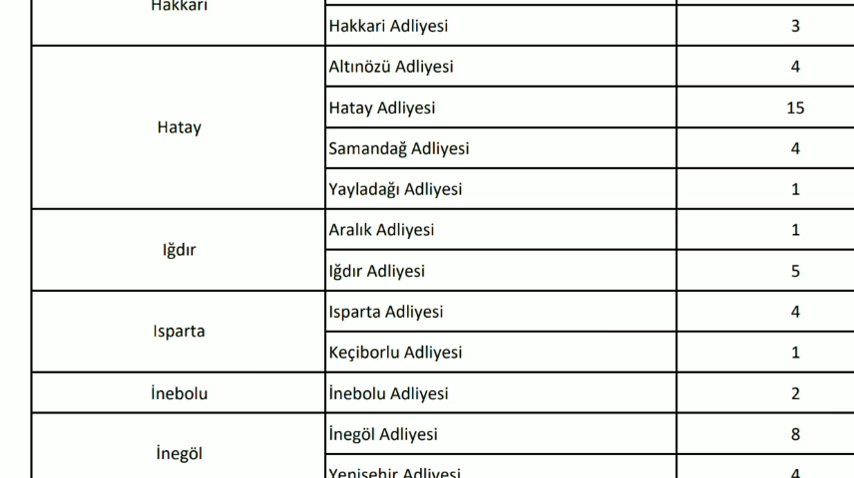 Hakkari
Hakkari Adliyesi 3
Altınözü Adliyesi 4
Hatay
Hatay Adliyesi 15
Samandağ Adliyesi 4
Yayladağı Adliyesi 1
Iğdır
Aralık Adliyesi 1
Iğdır Adliyesi 5
Isparta
Isparta Adliyesi 4
Keçiborlu Adliyesi 1
İnebolu İnebolu Adliyesi 2
İnegöl
İnegöl Adliyesi 8
Yenişehir Adliyesi 4